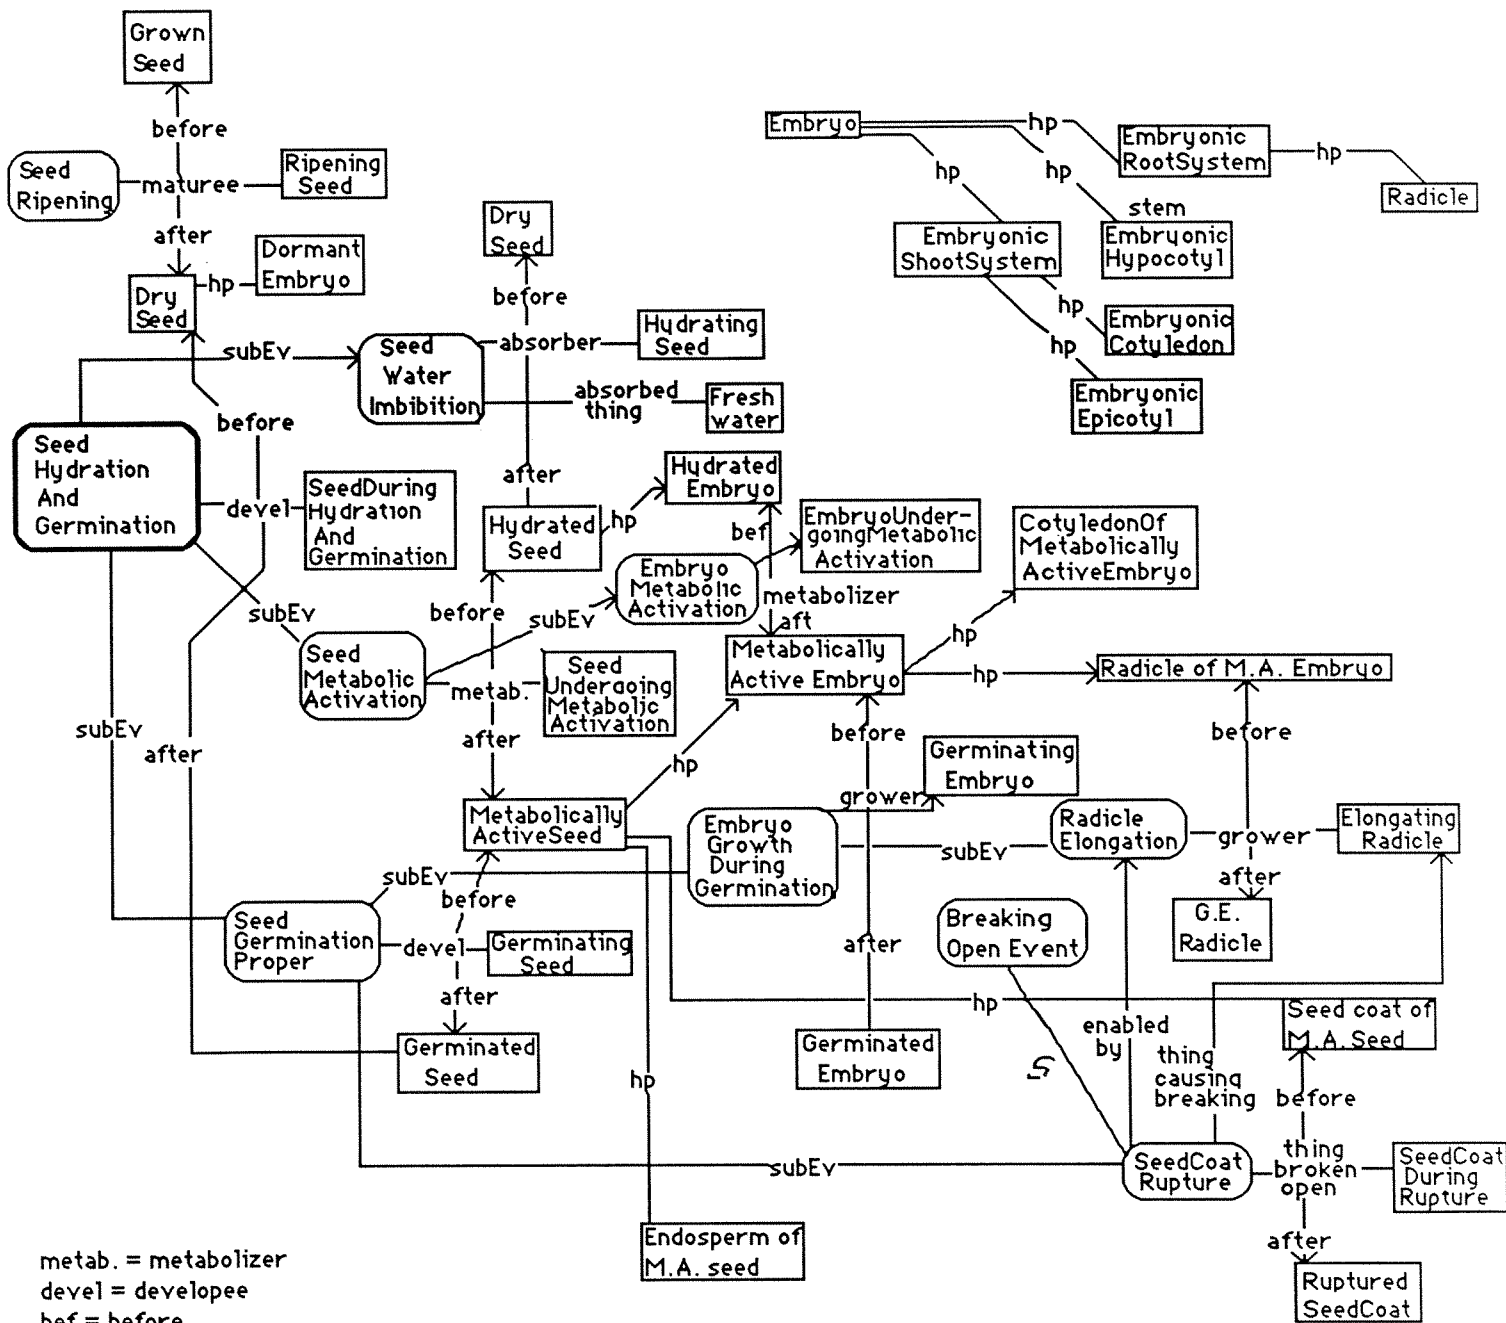 Grown
Seed
before
Seed
Ripening
maturee
Ripening
Seed
after
Dormant
Embryo
hp
Dry
Seed
Embryo
hp
Embryonic
RootSystem
hp
Radicle
hp
hp
stem
Embryonic
ShootSystem
Embryonic
Hypocotyl
hp
Embryonic
Cotyledon
hp
Embryonic
Epicotyl
Dry
Seed
before
subEv
Seed
Water
Imbibition
absorber
Hydrating
Seed
absorbed
thing
Fresh
water
before
Seed
Hydration
And
Germination
devel
SeedDuring
Hydration
And
Germination
after
Hydrated
Seed
hp
Hydrated
Embryo
bef
EmbryoUnder-
goingMetabolic
Activation
CotyledonOf
Metabolically
ActiveEmbryo
Embryo
Metabolic
Activation
metabolizer
aft
subEv
before
subEv
Seed
Metabolic
Activation
metab.
Seed
Undergoing
Metabolic
Activation
Metabolically
Active Embryo
hp
hp
Radicle of M.A. Embryo
subEv
after
after
hp
before
before
Germinating
Embryo
grower
Metabolically
ActiveSeed
Embryo
Growth
During
Germination
subEv
Radicle
Elongation
grower
Elongating
Radicle
after
G.E.
Radicle
subEv
before
Seed
Germination
Proper
devel
Germinating
Seed
after
Germinated
Seed
after
Breaking
Open Event
hp
Seed coat of
M.A. Seed
Germinated
Embryo
hp
enabled
by
S
thing
causing
breaking
before
subEv
SeedCoat
Rupture
thing
broken
open
SeedCoat
During
Rupture
after
Ruptured
SeedCoat
Endosperm of
M.A. seed
metab. = metabolizer
devel = developee
bef = before